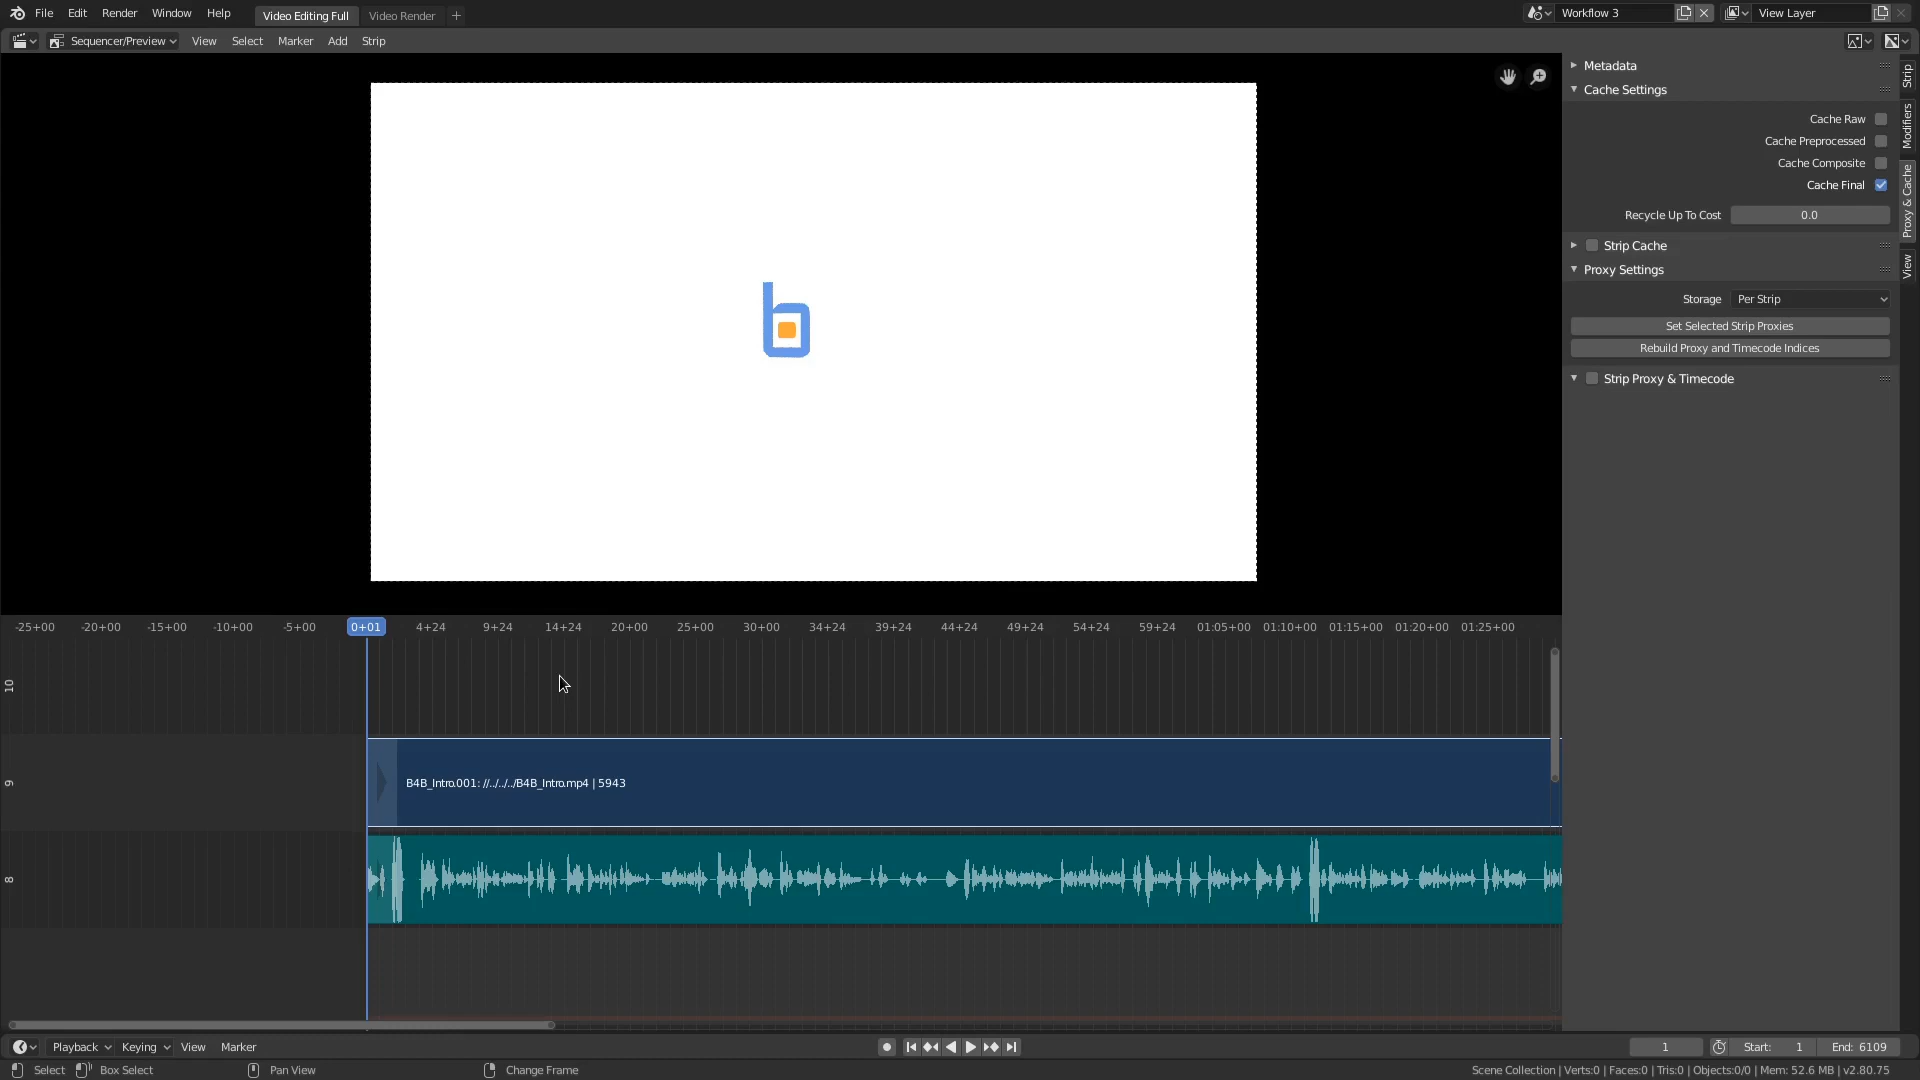 File Edit Render Window Help Video Editing Full Video Render + Workflow 3 View Layer
Sequencer/Preview View Select Marker Add Strip
Metadata
Cache Settings
Cache Raw
Cache Preprocessed
Cache Composite
Cache Final
Recycle Up To Cost 0.0
Strip Cache
Proxy Settings
Storage Per Strip
Set Selected Strip Proxies
Rebuild Proxy and Timecode Indices
Strip Proxy & Timecode
Strip
Modifiers
Proxy & Cache
View
b
-25+00 -20+00 -15+00 -10+00 -5+00 0+01 4+24 9+24 14+24 20+00 25+00 30+00 34+24 39+24 44+24 49+24 54+24 59+24 01:05+00 01:10+00 01:15+00 01:20+00 01:25+00
10
9
B4B_Intro.001: //../../../B4B_Intro.mp4 | 5943
8
Playback Keying View Marker 1 Start: 1 End: 6109
Select Box Select Pan View Change Frame Scene Collection | Verts:0 | Faces:0 | Tris:0 | Objects:0/0 | Mem: 52.6 MB | v2.80.75